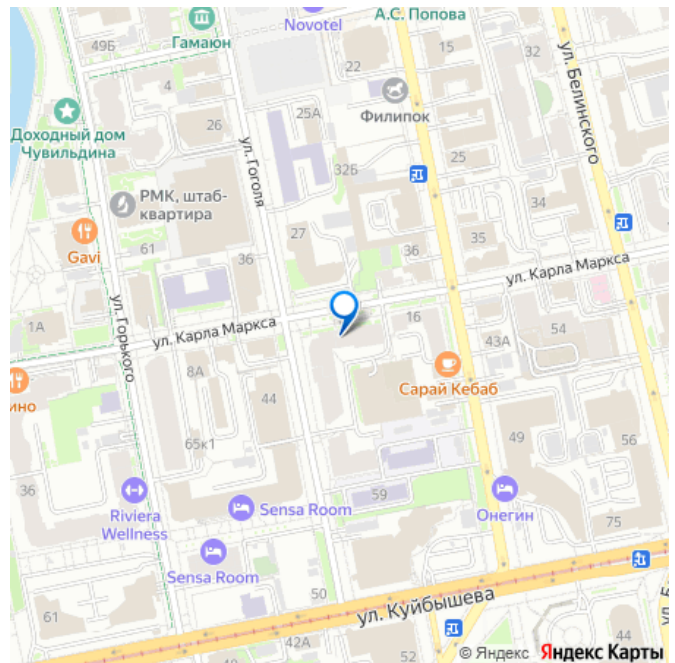 А.С. Попова
Novotel
Гамаюн
49Б
15
32
22
4
ул. Белинского
25А
Филипок
26
Доходный дом
Чувильдина
ул. Гоголя
25
32Б
РМК, штаб-
квартира
34
27
35
61
Gavi
36
36
ул. Карла Маркса
ул. Горького
16
1А
ул. Карла Маркса
54
43А
8А
Сарай Кебаб
ино
44
49
56
65к1
36
59
Riviera
Wellness
Sensa Room
Онегин
75
Sensa Room
50
ул. Куйбышева
61
42А
44
82
© Яндекс Яндекс Карты